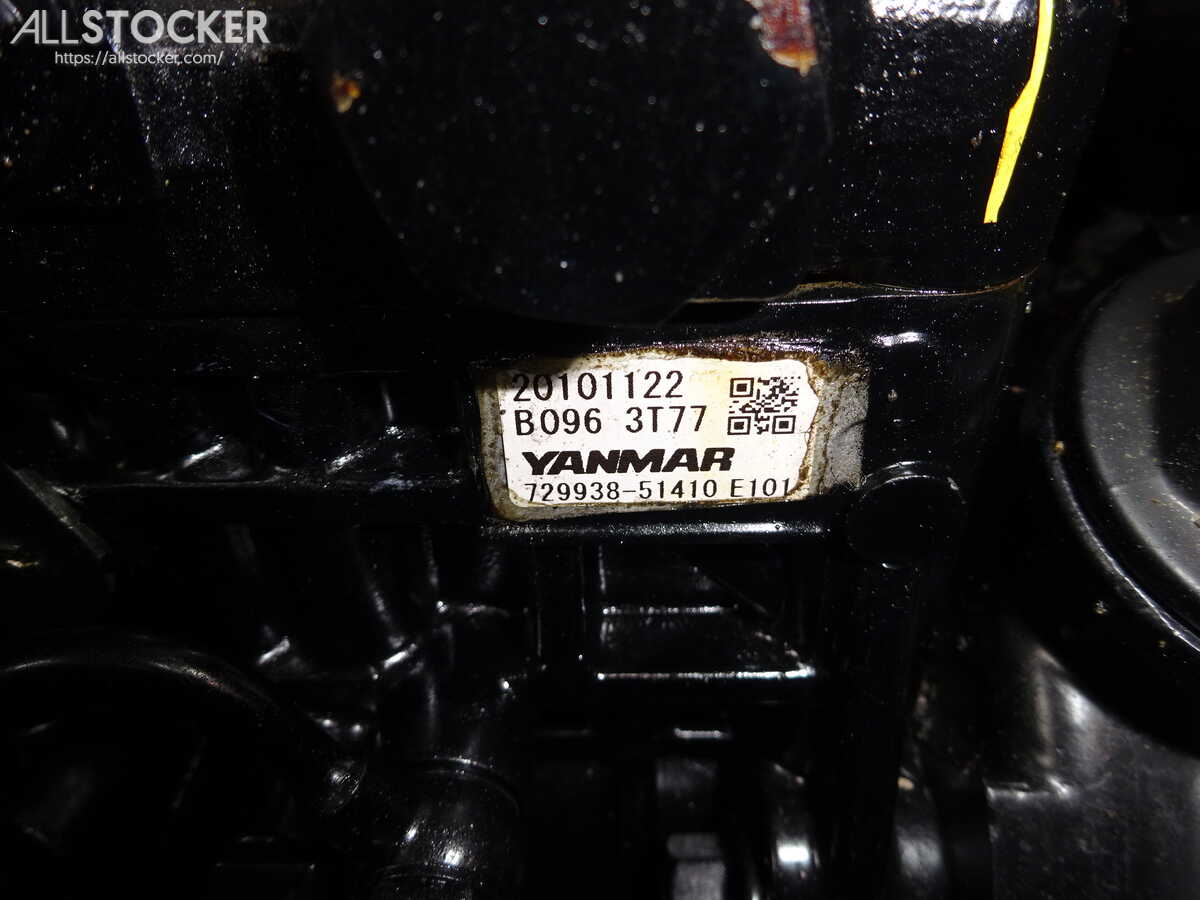 ALLSTOCKER
https://allstocker.com/
20101122
B096 3T77
YANMAR
729938-51410 E101